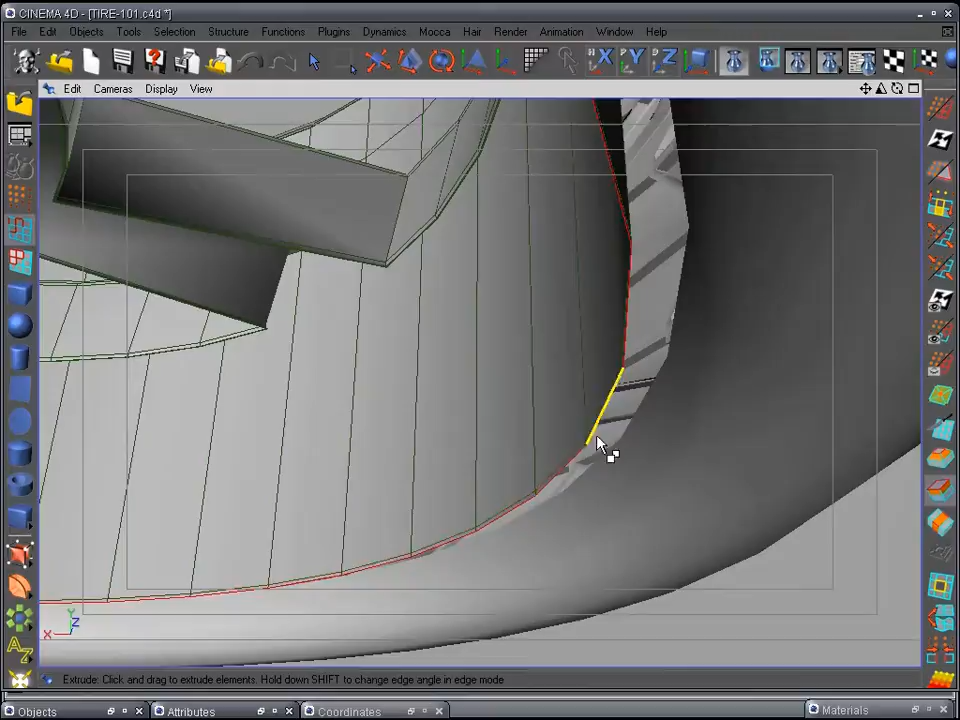 CINEMA 4D - [TIRE-101.c4d *]
File Edit Objects Tools Selection Structure Functions Plugins Dynamics Mocca Hair Render Animation Window Help
X Y Z
Edit Cameras Display View
Y
X Z
Extrude: Click and drag to extrude elements. Hold down SHIFT to change edge angle in edge mode
Objects Attributes Coordinates Materials